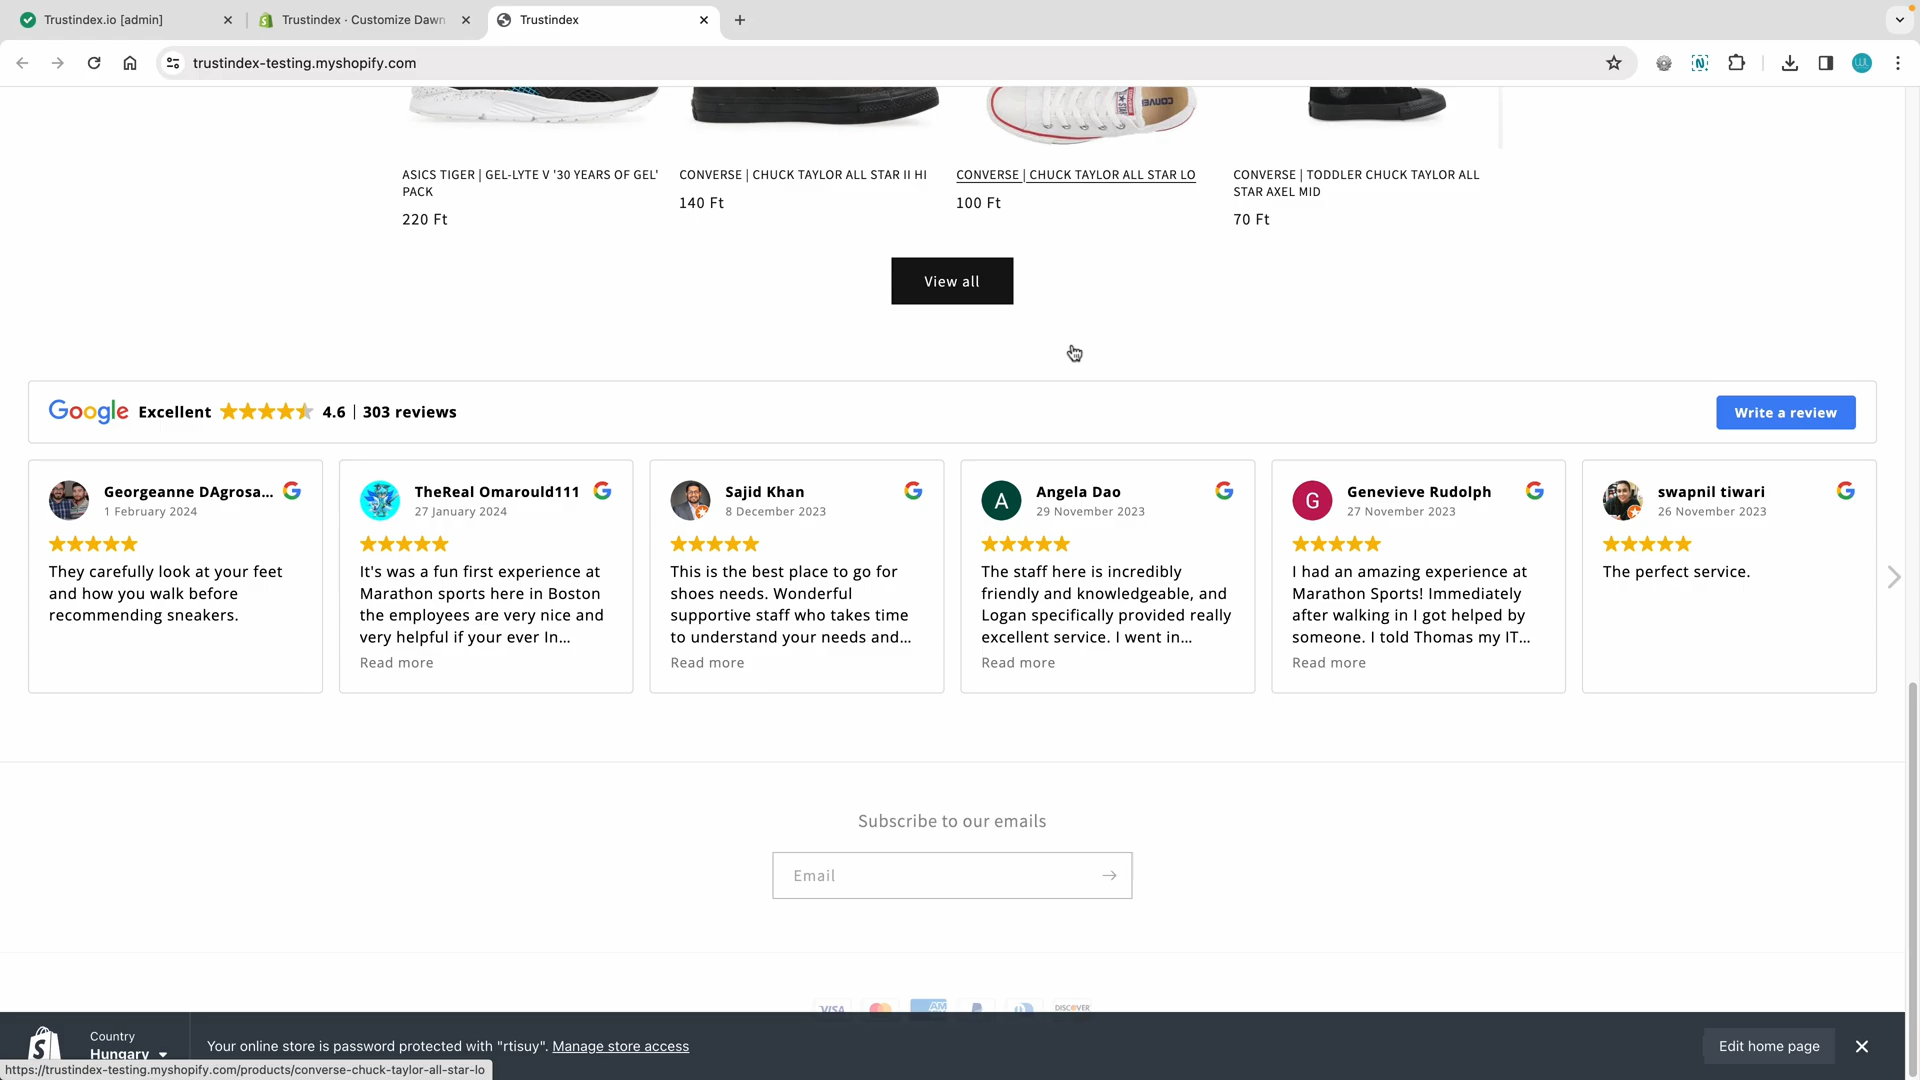 Trustindex.io [admin]
Trustindex · Customize Dawn
Trustindex
trustindex-testing.myshopify.com
ASICS TIGER | GEL-LYTE V '30 YEARS OF GEL' PACK
220 Ft
CONVERSE | CHUCK TAYLOR ALL STAR II HI
140 Ft
CONVERSE | CHUCK TAYLOR ALL STAR LO
100 Ft
CONVERSE | TODDLER CHUCK TAYLOR ALL STAR AXEL MID
70 Ft
View all
Google Excellent 4.6 | 303 reviews
Write a review
Georgeanne DAgrosa...
1 February 2024
They carefully look at your feet
and how you walk before
recommending sneakers.
TheReal Omarould111
27 January 2024
It's was a fun first experience at
Marathon sports here in Boston
the employees are very nice and
very helpful if your ever In...
Read more
Sajid Khan
8 December 2023
This is the best place to go for
shoes needs. Wonderful
supportive staff who takes time
to understand your needs and...
Read more
A
Angela Dao
29 November 2023
The staff here is incredibly
friendly and knowledgeable, and
Logan specifically provided really
excellent service. I went in...
Read more
G
Genevieve Rudolph
27 November 2023
I had an amazing experience at
Marathon Sports! Immediately
after walking in I got helped by
someone. I told Thomas my IT...
Read more
swapnil tiwari
26 November 2023
The perfect service.
Subscribe to our emails
Email
VISA
AM
DISCOVER
Country
Hungary
Your online store is password protected with "rtisuy". Manage store access
Edit home page
https://trustindex-testing.myshopify.com/products/converse-chuck-taylor-all-star-lo